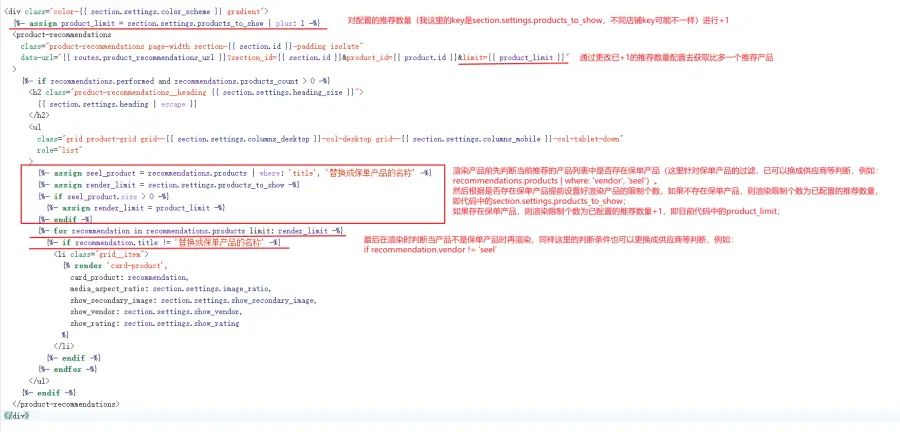 <div class="color-{{ section.settings.color_scheme }} gradient">
{%- assign product_limit = section.settings.products_to_show | plus: 1 -%}
对配置的推荐数量（我这里的key是section.settings.products_to_show，不同店铺key可能不一样）进行+1
<product-recommendations
class="product-recommendations page-width section-{{ section.id }}-padding isolate"
data-url="{{ routes.product_recommendations_url }}?section_id={{ section.id }}&product_id={{ product.id }}&limit={{ product_limit }}"
通过更改已+1的推荐数量配置去获取比多一个推荐产品
>
{%- if recommendations.performed and recommendations.products_count > 0 -%}
<h2 class="product-recommendations__heading {{ section.settings.heading_size }}">
{{ section.settings.heading | escape }}
</h2>
<ul
class="grid product-grid grid--{{ section.settings.columns_desktop }}-col-desktop grid--{{ section.settings.columns_mobile }}-col-tablet-down"
role="list"
>
{%- assign seel_product = recommendations.products | where: 'title', '替换成保单产品的名称' -%}
{%- assign render_limit = section.settings.products_to_show -%}
{%- if seel_product.size > 0 -%}
{%- assign render_limit = product_limit -%}
{%- endif -%}
渲染产品前先判断当前推荐的产品列表中是否存在保单产品（这里针对保单产品的过滤，已可以换成供应商等判断，例如：
recommendations.products | where: 'vendor', 'seel'）。
然后根据是否存在保单产品提前设置好渲染产品的限制个数，如果不存在保单产品，则渲染限制个数为已配置的推荐数量，
即代码中的section.settings.products_to_show；
如果存在保单产品，则渲染限制个数为已配置的推荐数量+1，即目前代码中的product_limit；
{%- for recommendation in recommendations.products limit: render_limit -%}
{%- if recommendation.title != '替换成保单产品的名称' -%}
最后在渲染时判断当产品不是保单产品时再渲染，同样这里的判断条件也可以更换成供应商等判断，例如：
if recommendation.vendor != 'seel'
<li class="grid__item">
{% render 'card-product',
card_product: recommendation,
media_aspect_ratio: section.settings.image_ratio,
show_secondary_image: section.settings.show_secondary_image,
show_vendor: section.settings.show_vendor,
show_rating: section.settings.show_rating
%}
</li>
{%- endif -%}
{%- endfor -%}
</ul>
{%- endif -%}
</product-recommendations>
</div>